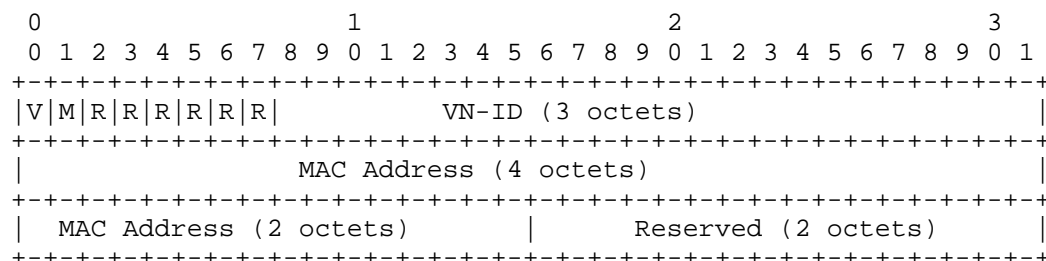 0                   1                   2                   3
 0 1 2 3 4 5 6 7 8 9 0 1 2 3 4 5 6 7 8 9 0 1 2 3 4 5 6 7 8 9 0 1
+-+-+-+-+-+-+-+-+-+-+-+-+-+-+-+-+-+-+-+-+-+-+-+-+-+-+-+-+-+-+-+-+
|V|M|R|R|R|R|R|R|          VN-ID (3 octets)                     |
+-+-+-+-+-+-+-+-+-+-+-+-+-+-+-+-+-+-+-+-+-+-+-+-+-+-+-+-+-+-+-+-+
|                 MAC Address (4 octets)                        |
+-+-+-+-+-+-+-+-+-+-+-+-+-+-+-+-+-+-+-+-+-+-+-+-+-+-+-+-+-+-+-+-+
|  MAC Address (2 octets)       |      Reserved (2 octets)      |
+-+-+-+-+-+-+-+-+-+-+-+-+-+-+-+-+-+-+-+-+-+-+-+-+-+-+-+-+-+-+-+-+